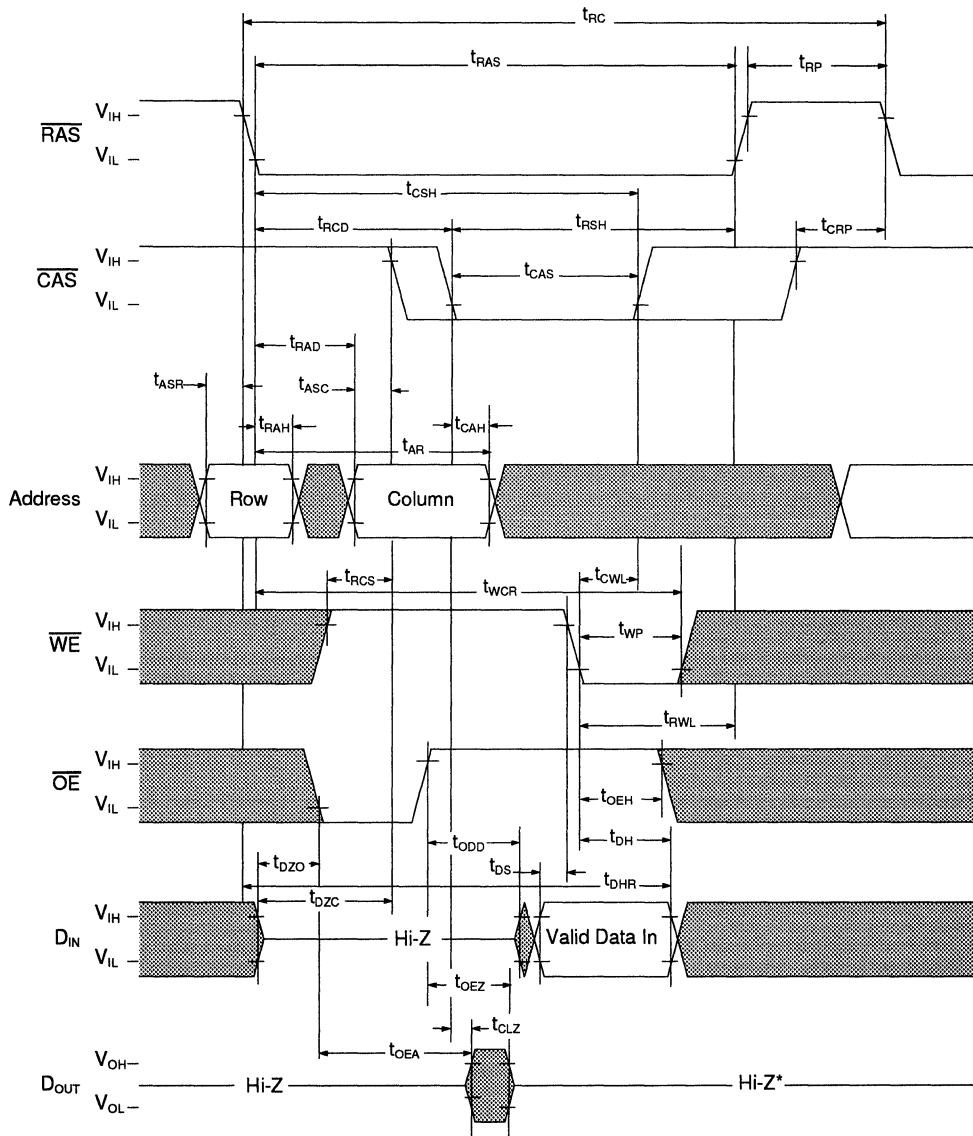 tRC
tRAS
tRP
VIH
RAS
VIL
tCSH
tRCD
tRSH
tCRP
VIH
CAS
tCAS
VIL
tRAD
tASR
tASC
tRAH
tCAH
tAR
VIH
Address
Row
Column
VIL
tRCS
tCWL
tWCR
VIH
WE
tWP
VIL
tRWL
VIH
OE
VIL
tOEH
tODD
tDH
tDZO
tDS
tDHR
tDZC
VIH
DIN
Hi-Z
Valid Data In
VIL
tOEZ
tCLZ
tOEA
VOH
DOUT
Hi-Z
Hi-Z*
VOL